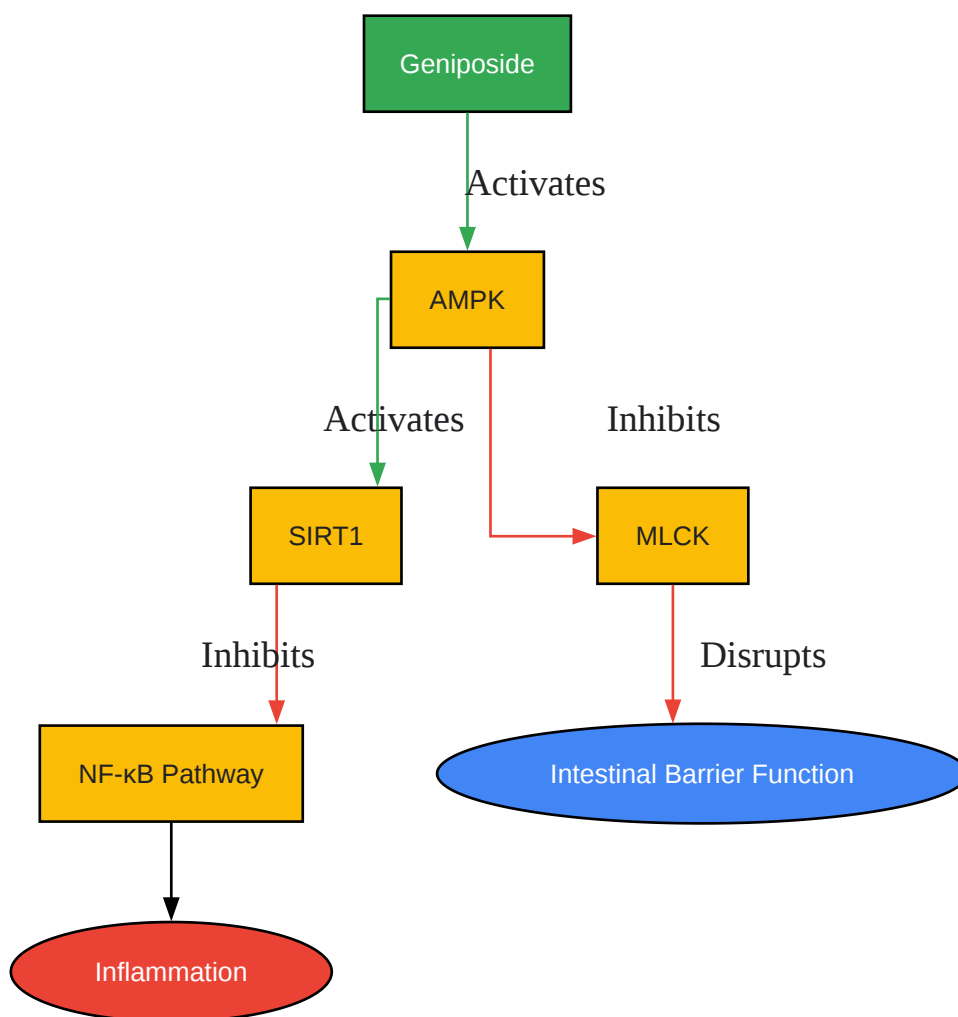 Geniposide
Activates
AMPK
Activates
Inhibits
SIRT1
MLCK
Inhibits
Disrupts
NF-κB Pathway
Intestinal Barrier Function
Inflammation